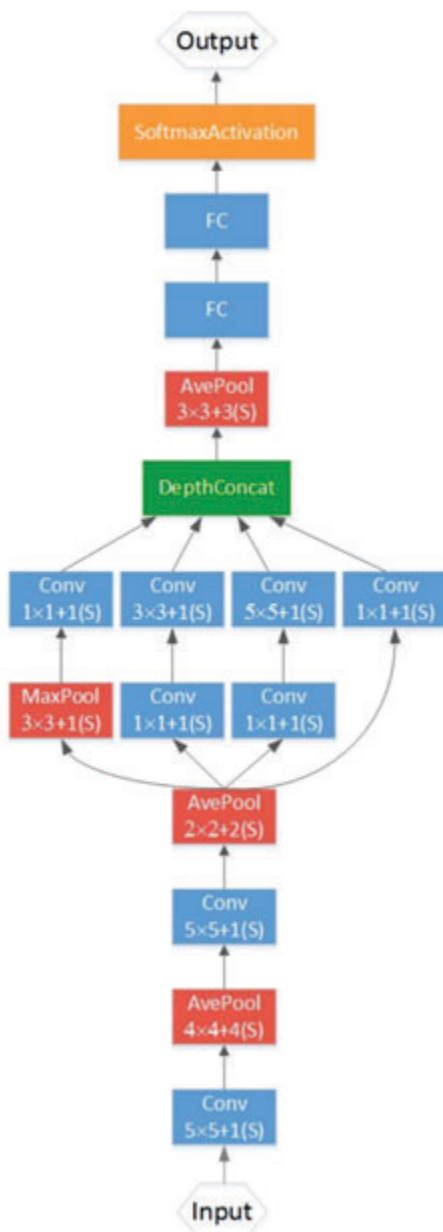 Output
SoftmaxActivation
FC
FC
AvePool
3×3+3(S)
DepthConcat
Conv
1×1+1(S)
Conv
3×3+1(S)
Conv
5×5+1(S)
Conv
1×1+1(S)
MaxPool
3×3+1(S)
Conv
1×1+1(S)
Conv
1×1+1(S)
AvePool
2×2+2(S)
Conv
5×5+1(S)
AvePool
4×4+4(S)
Conv
5×5+1(S)
Input